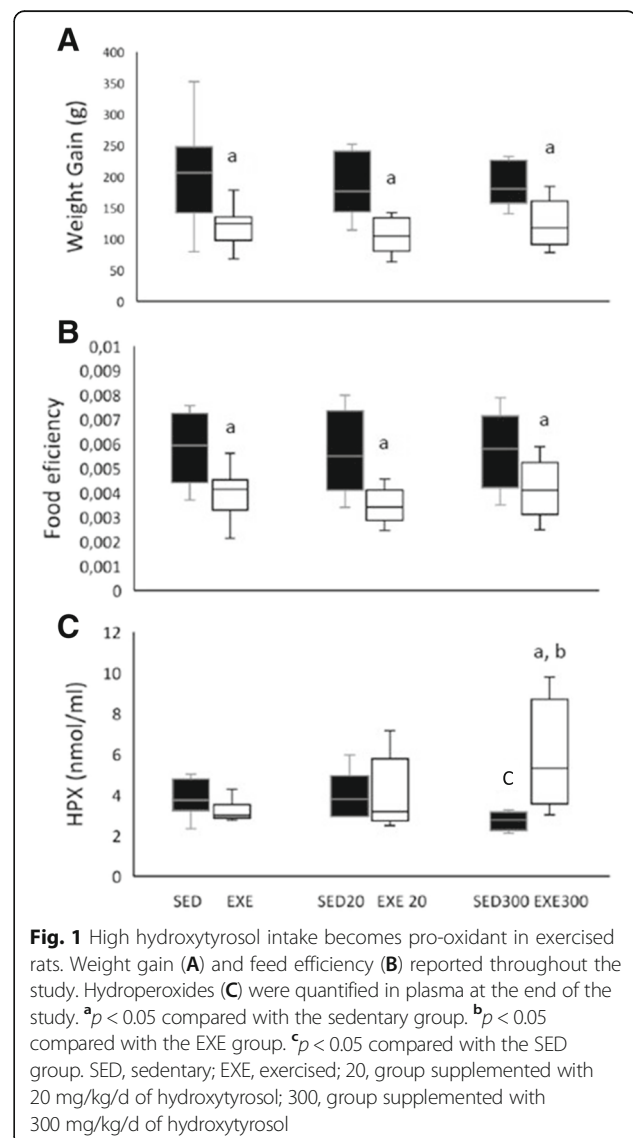 A
400
350
300
250
200
150
100
50
0
Weight Gain (g)
a
a
a
B
0,01
0,009
0,008
0,007
0,006
0,005
0,004
0,003
0,002
0,001
0
Food eficiency
a
a
a
C
12
10
8
6
4
2
0
HPX (nmol/ml)
a, b
C
SED EXE SED20 EXE 20 SED300 EXE300
Fig. 1 High hydroxytyrosol intake becomes pro-oxidant in exercised
rats. Weight gain (A) and feed efficiency (B) reported throughout the
study. Hydroperoxides (C) were quantified in plasma at the end of the
study. ᵃp < 0.05 compared with the sedentary group. ᵇp < 0.05
compared with the EXE group. ᶜp < 0.05 compared with the SED
group. SED, sedentary; EXE, exercised; 20, group supplemented with
20 mg/kg/d of hydroxytyrosol; 300, group supplemented with
300 mg/kg/d of hydroxytyrosol